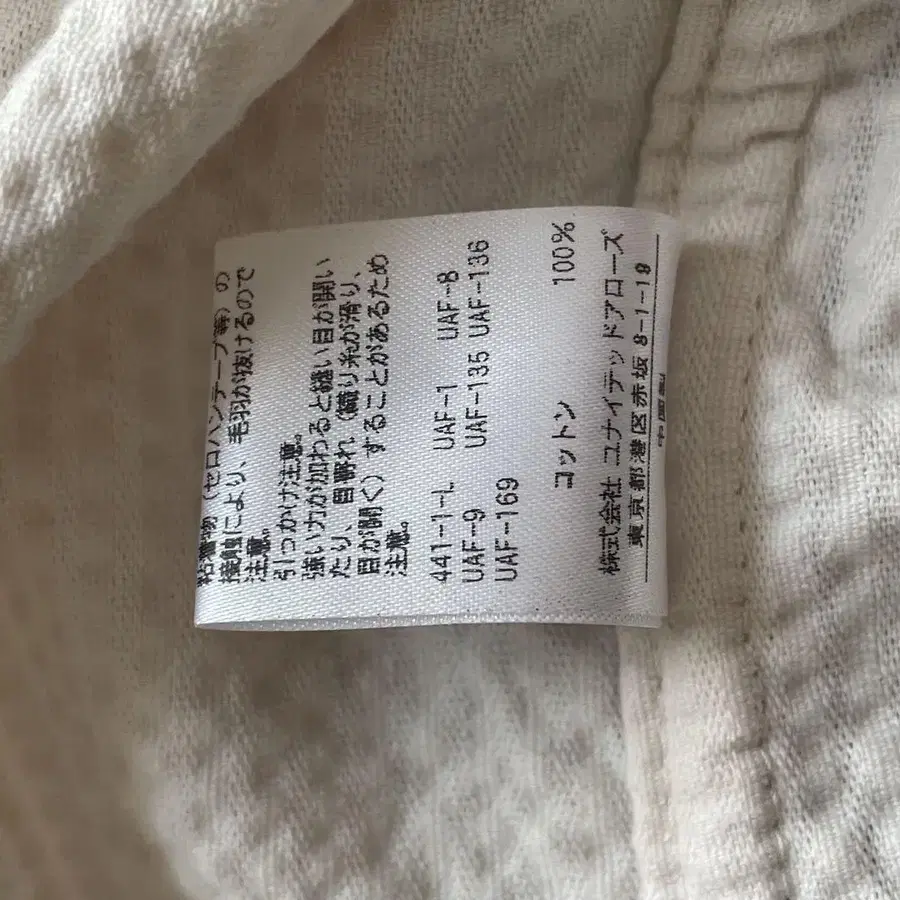 粘着物 (セロハンテープ等) の
接触により、毛羽が抜けるので
注意。
引っかけ注意。
強い力が加わると縫い目が開い
たり、目寄れ (織り糸が滑り、
目が開く) することがあるため
注意。
441-1-L UAF-1 UAF-8
UAF-9 UAF-135 UAF-136
UAF-169
コットン 100%
株式会社 ユナイテッドアローズ
東京都港区赤坂 8-1-19
中国製